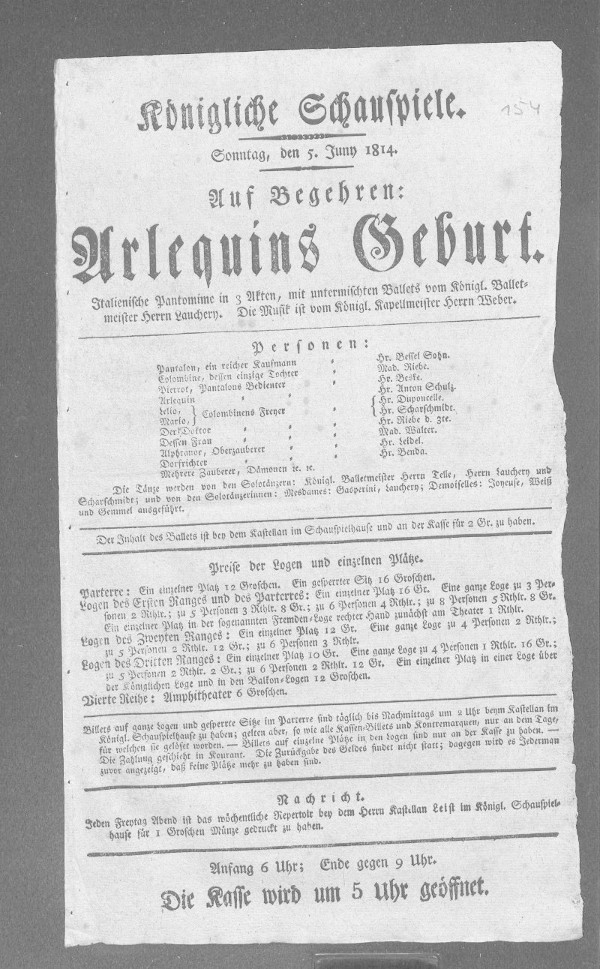 154
Königliche Schauspiele.
Sonntag, den 5. Juny 1814.
Auf Begehren:
Arlequins Geburt.
Italienische Pantomime in 3 Akten, mit untermischten Ballets vom Königl. Ballet-
meister Herrn Lauchery. Die Musik ist vom Königl. Kapellmeister Herrn Weber.
Personen:
Pantalon, ein reicher Kaufmann " Hr. Bessel Sohn.
Colombine, dessen einzige Tochter " Mad. Riebe.
Pierrot, Pantalons Bedienter " Hr. Beske.
Arlequin " " Hr. Anton Schulz.
Lelio, } Colombinens Freyer " { Hr. Duponcelle.
Mario, } { Hr. Scharschmidt.
Der Doktor " " " Hr. Riebe d. 3te.
Dessen Frau " " " Mad. Walter.
Alphronor, Oberzauberer " " Hr. Leidel.
Dorfrichter " " " Hr. Benda.
Mehrere Zauberer, Dämonen ꝛc. ꝛc.
Die Tänze werden von den Solotänzern: Königl. Balletmeister Herrn Telle, Herrn Lauchery und
Scharschmidt; und von den Solotänzerinnen: Mesdames: Gasperini, Lauchery; Demoiselles: Joyeuse, Weiß
und Gemmel ausgeführt.
Der Inhalt des Ballets ist bey dem Kastellan im Schauspielhause und an der Kasse für 2 Gr. zu haben.
Preise der Logen und einzelnen Plätze.
Parterre: Ein einzelner Platz 12 Groschen. Ein gesperrter Sitz 16 Groschen.
Logen des Ersten Ranges und des Parterres: Ein einzelner Platz 16 Gr. Eine ganze Loge zu 3 Per-
sonen 2 Rthlr.; zu 5 Personen 3 Rthlr. 8 Gr.; zu 6 Personen 4 Rthlr.; zu 8 Personen 5 Rthlr. 8 Gr.
Ein einzelner Platz in der sogenannten Fremden-Loge rechter Hand zunächst am Theater 1 Rthlr.
Logen des Zweyten Ranges: Ein einzelner Platz 12 Gr. Eine ganze Loge zu 4 Personen 2 Rthlr.;
zu 5 Personen 2 Rthlr. 12 Gr.; zu 6 Personen 3 Rthlr.
Logen des Dritten Ranges: Ein einzelner Platz 10 Gr. Eine ganze Loge zu 4 Personen 1 Rthlr. 16 Gr.;
zu 5 Personen 2 Rthlr. 2 Gr.; zu 6 Personen 2 Rthlr. 12 Gr. Ein einzelner Platz in einer Loge über
der Königlichen Loge und in den Balkon-Logen 12 Groschen.
Vierte Reihe: Amphitheater 6 Groschen.
Billets auf ganze Logen und gesperrte Sitze im Parterre sind täglich bis Nachmittags um 2 Uhr beym Kastellan im
Königl. Schauspielhause zu haben; gelten aber, so wie alle Kassen-Billets und Kontremarquen, nur an dem Tage,
für welchen sie gelöset worden. — Billets auf einzelne Plätze in den Logen sind nur an der Kasse zu haben. —
Die Zahlung geschieht in Kourant. Die Zurückgabe des Geldes findet nicht statt; dagegen wird es Jedermann
zuvor angezeigt, daß keine Plätze mehr zu haben sind.
Nachricht.
Jeden Freytag Abend ist das wöchentliche Repertoir bey dem Herrn Kastellan Leist im Königl. Schauspiel-
hause für 1 Groschen Münze gedruckt zu haben.
Anfang 6 Uhr; Ende gegen 9 Uhr.
Die Kasse wird um 5 Uhr geöffnet.